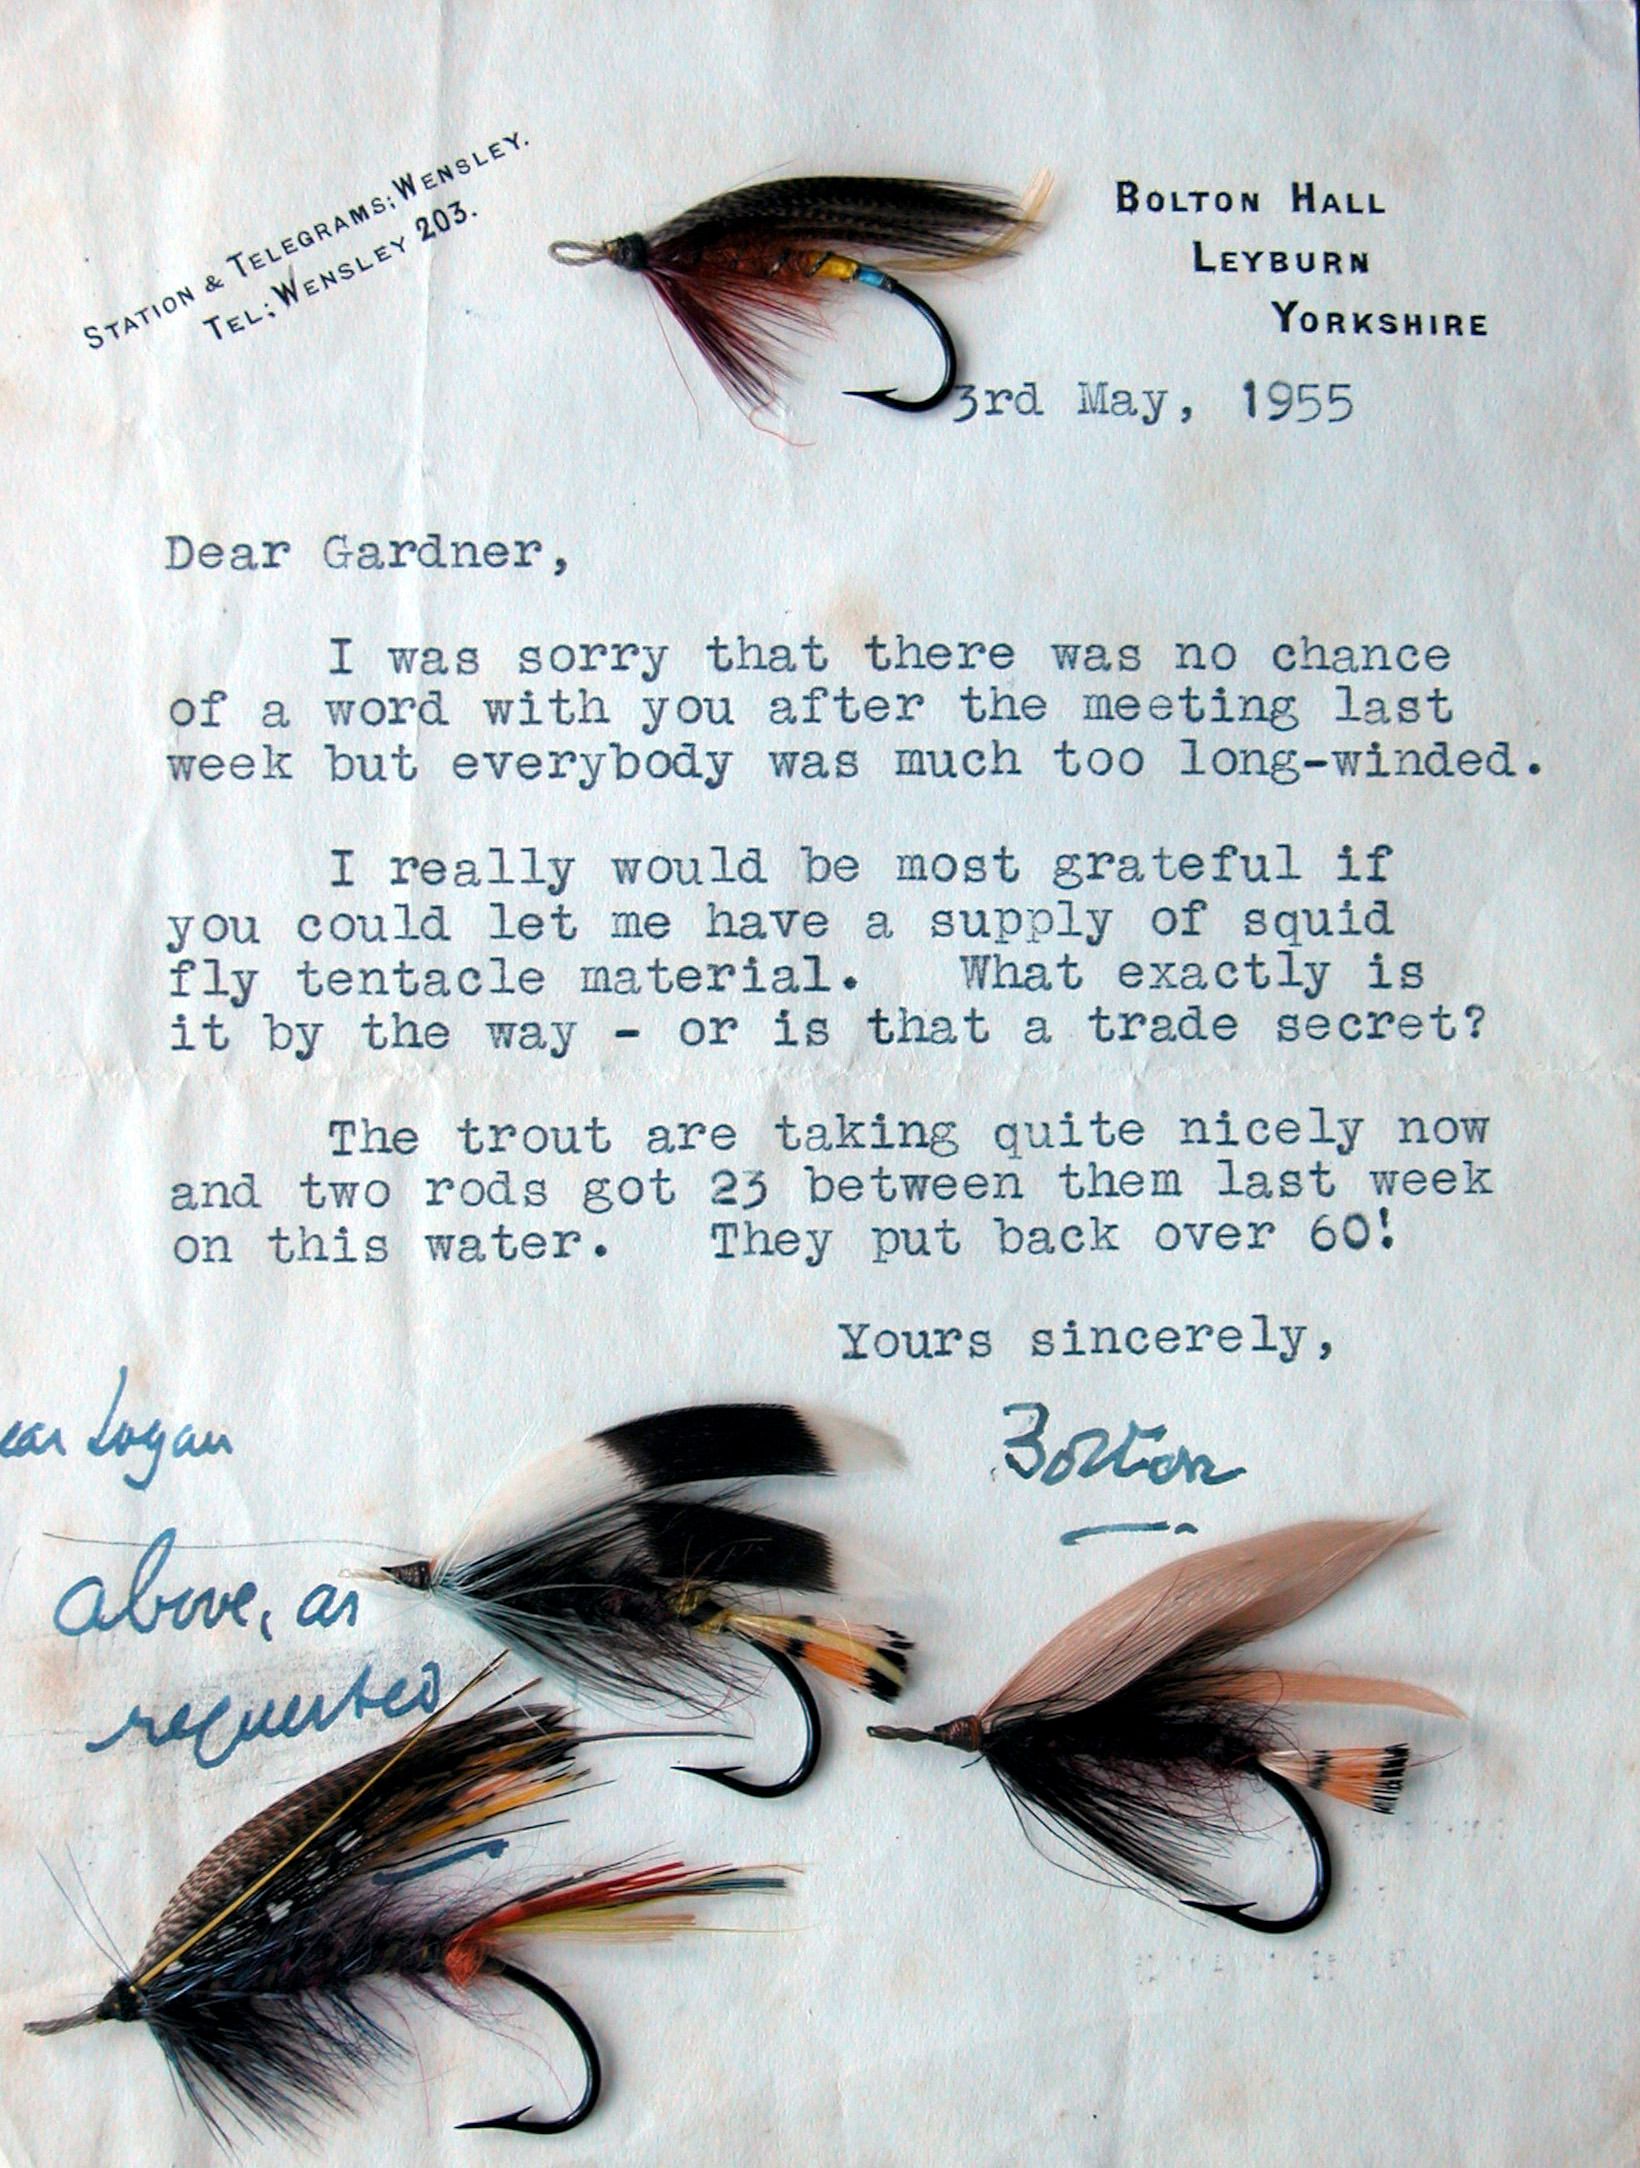 STATION & TELEGRAMS; WENSLEY.
TEL; WENSLEY 203.
BOLTON HALL
LEYBURN
YORKSHIRE
3rd May, 1955
Dear Gardner,
I was sorry that there was no chance
of a word with you after the meeting last
week but everybody was much too long-winded.
I really would be most grateful if
you could let me have a supply of squid
fly tentacle material. What exactly is
it by the way - or is that a trade secret?
The trout are taking quite nicely now
and two rods got 23 between them last week
on this water. They put back over 60!
Yours sincerely,
Bolton
ear Logan
above, as
requested